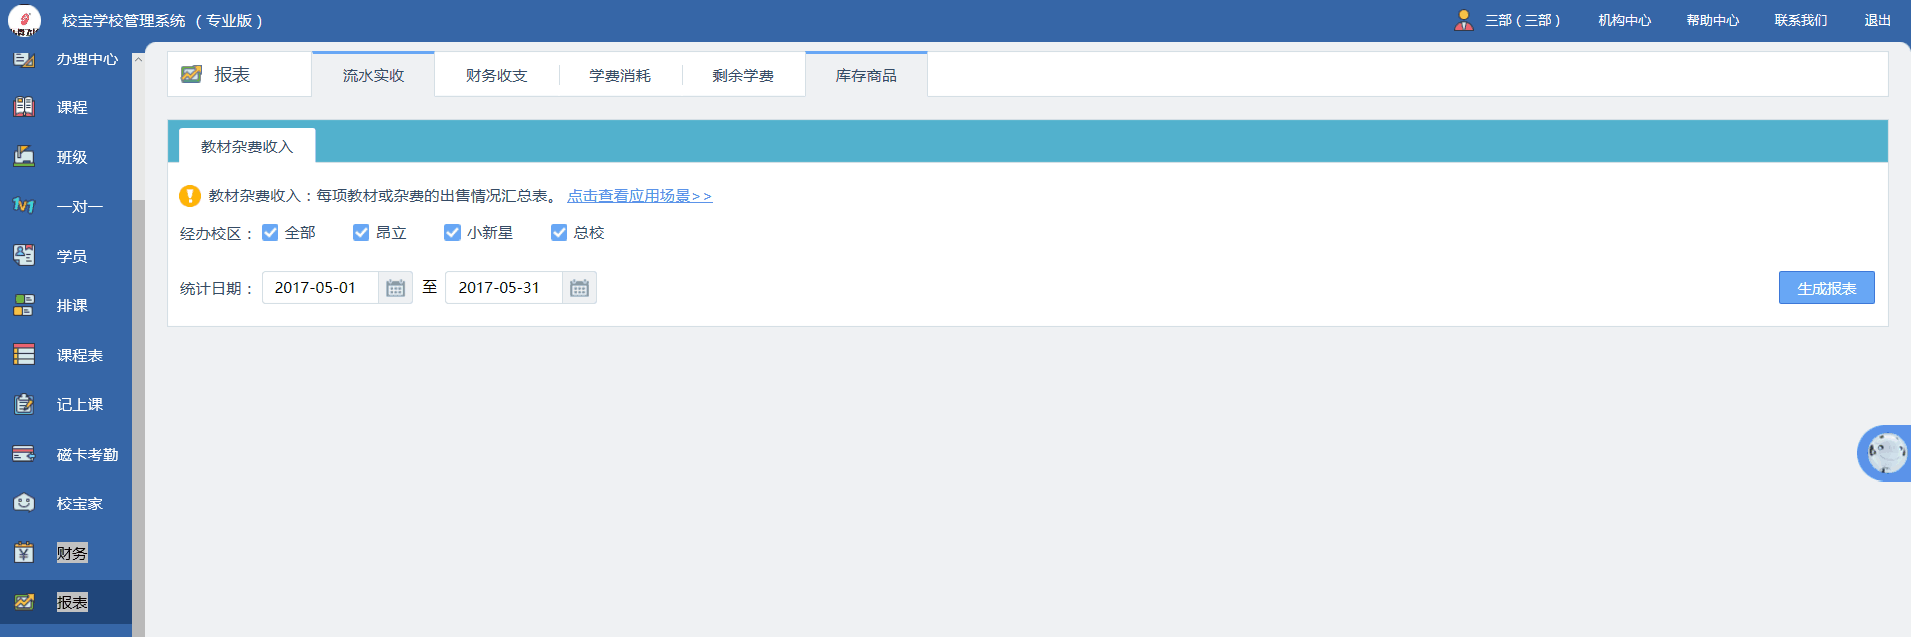 校宝学校管理系统 （专业版）
三部（三部） 机构中心 帮助中心 联系我们 退出
办理中心
课程
班级
一对一
学员
排课
课程表
记上课
磁卡考勤
校宝家
财务
报表
报表 流水实收 财务收支 学费消耗 剩余学费 库存商品
教材杂费收入
教材杂费收入：每项教材或杂费的出售情况汇总表。 点击查看应用场景>>
经办校区： 全部 昂立 小新星 总校
统计日期： 2017-05-01 至 2017-05-31 生成报表